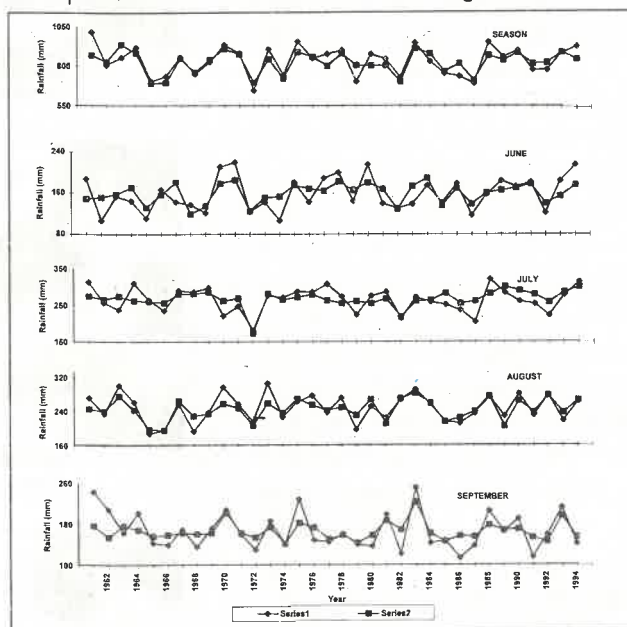 SEASON
1050
805
550
Rainfall (mm)
JUNE
240
160
80
Rainfall (mm)
JULY
350
250
150
Rainfall (mm)
AUGUST
320
240
160
Rainfall (mm)
SEPTEMBER
260
180
100
Rainfall (mm)
1962 1964 1966 1968 1970 1972 1974 1976 1978 1980 1982 1984 1986 1988 1990 1992 1994
Year
Series1 Series2